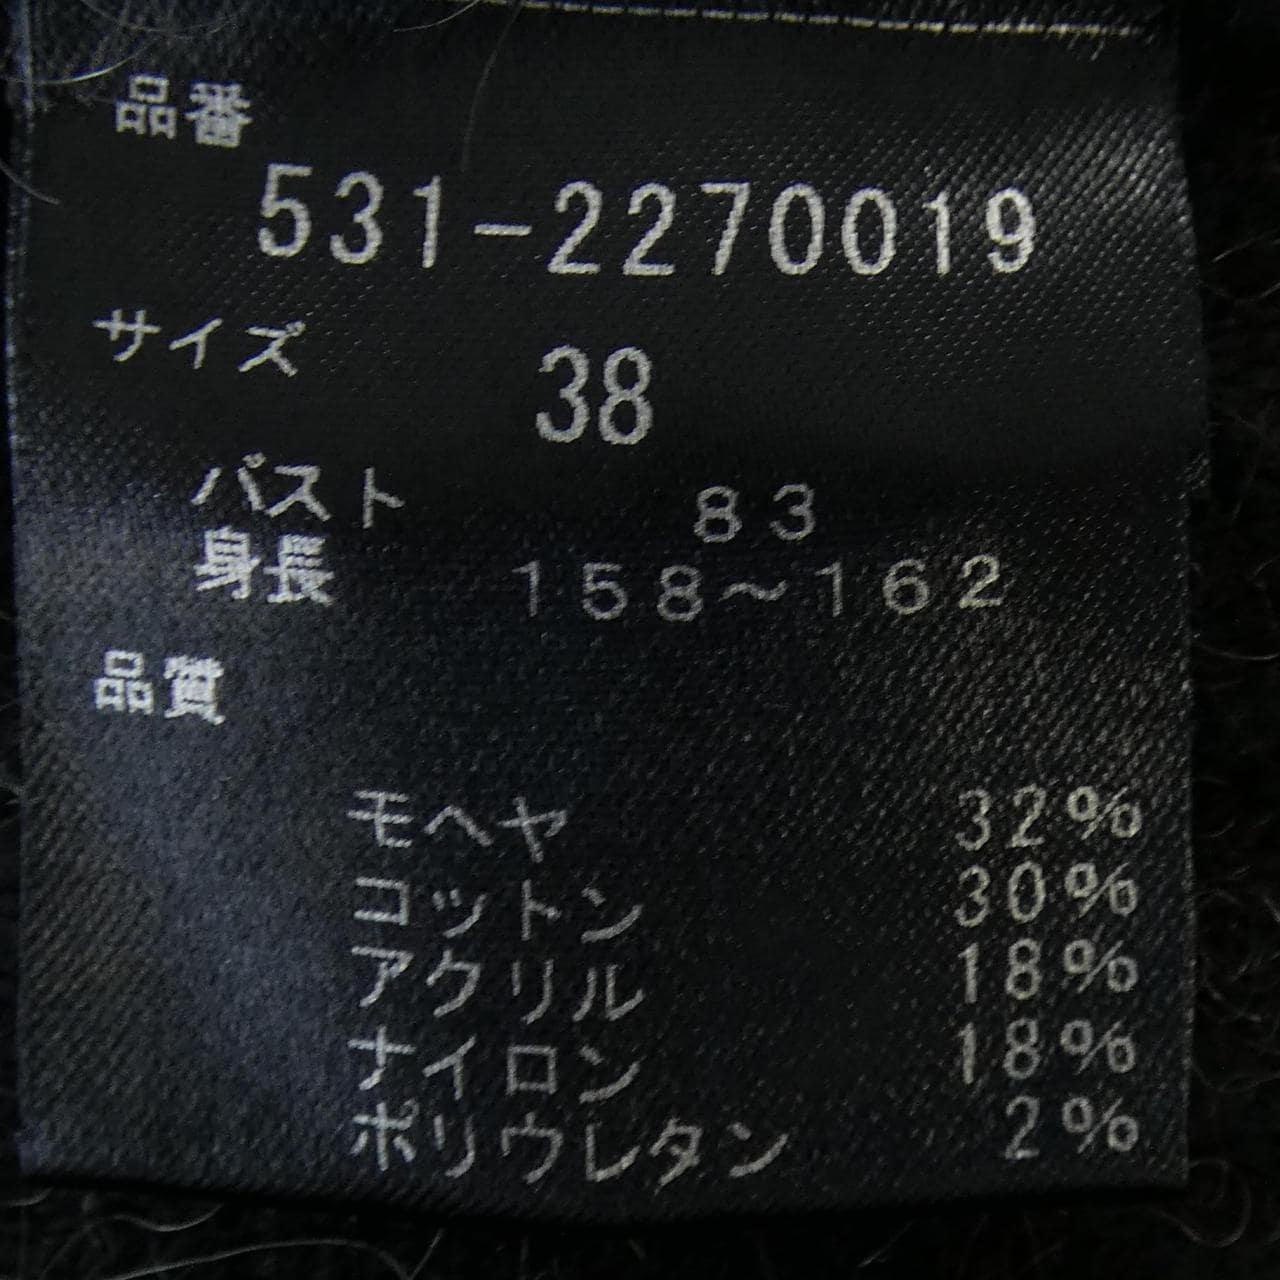 品番
531-2270019
サイズ 38
バスト 83
身長 158～162
品質
モヘヤ 32%
コットン 30%
アクリル 18%
ナイロン 18%
ポリウレタン 2%